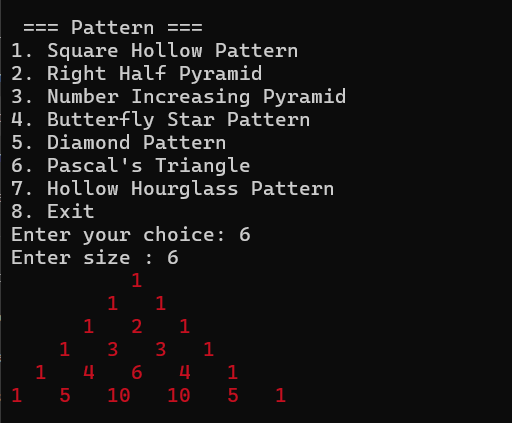 === Pattern ===
1. Square Hollow Pattern
2. Right Half Pyramid
3. Number Increasing Pyramid
4. Butterfly Star Pattern
5. Diamond Pattern
6. Pascal's Triangle
7. Hollow Hourglass Pattern
8. Exit
Enter your choice: 6
Enter size : 6
          1
        1   1
      1   2   1
    1   3   3   1
  1   4   6   4   1
1   5   10   10   5   1